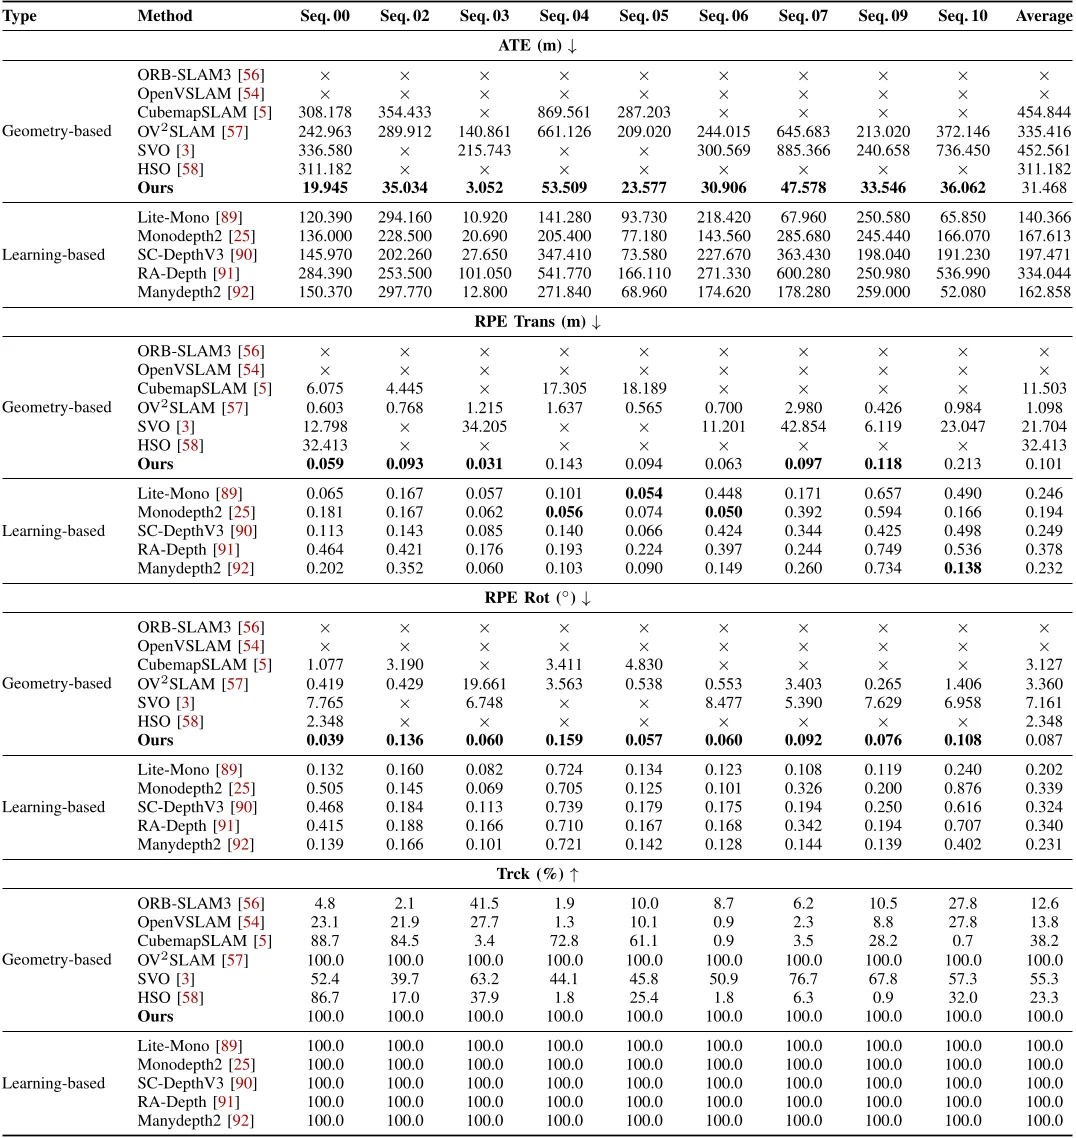 Type Method Seq. 00 Seq. 02 Seq. 03 Seq. 04 Seq. 05 Seq. 06 Seq. 07 Seq. 09 Seq. 10 Average
ATE (m) ↓
ORB-SLAM3 [56] × × × × × × × × × ×
OpenVSLAM [54] × × × × × × × × × ×
CubemapSLAM [5] 308.178 354.433 × 869.561 287.203 × × × × 454.844
Geometry-based OV²SLAM [57] 242.963 289.912 140.861 661.126 209.020 244.015 645.683 213.020 372.146 335.416
SVO [3] 336.580 × 215.743 × × 300.569 885.366 240.658 736.450 452.561
HSO [58] 311.182 × × × × × × × × 311.182
Ours 19.945 35.034 3.052 53.509 23.577 30.906 47.578 33.546 36.062 31.468
Lite-Mono [89] 120.390 294.160 10.920 141.280 93.730 218.420 67.960 250.580 65.850 140.366
Monodepth2 [25] 136.000 228.500 20.690 205.400 77.180 143.560 285.680 245.440 166.070 167.613
Learning-based SC-DepthV3 [90] 145.970 202.260 27.650 347.410 73.580 227.670 363.430 198.040 191.230 197.471
RA-Depth [91] 284.390 253.500 101.050 541.770 166.110 271.330 600.280 250.980 536.990 334.044
Manydepth2 [92] 150.370 297.770 12.800 271.840 68.960 174.620 178.280 259.000 52.080 162.858
RPE Trans (m) ↓
ORB-SLAM3 [56] × × × × × × × × × ×
OpenVSLAM [54] × × × × × × × × × ×
CubemapSLAM [5] 6.075 4.445 × 17.305 18.189 × × × × 11.503
Geometry-based OV²SLAM [57] 0.603 0.768 1.215 1.637 0.565 0.700 2.980 0.426 0.984 1.098
SVO [3] 12.798 × 34.205 × × 11.201 42.854 6.119 23.047 21.704
HSO [58] 32.413 × × × × × × × × 32.413
Ours 0.059 0.093 0.031 0.143 0.094 0.063 0.097 0.118 0.213 0.101
Lite-Mono [89] 0.065 0.167 0.057 0.101 0.054 0.448 0.171 0.657 0.490 0.246
Monodepth2 [25] 0.181 0.167 0.062 0.056 0.074 0.050 0.392 0.594 0.166 0.194
Learning-based SC-DepthV3 [90] 0.113 0.143 0.085 0.140 0.066 0.424 0.344 0.425 0.498 0.249
RA-Depth [91] 0.464 0.421 0.176 0.193 0.224 0.397 0.244 0.749 0.536 0.378
Manydepth2 [92] 0.202 0.352 0.060 0.103 0.090 0.149 0.260 0.734 0.138 0.232
RPE Rot (°) ↓
ORB-SLAM3 [56] × × × × × × × × × ×
OpenVSLAM [54] × × × × × × × × × ×
CubemapSLAM [5] 1.077 3.190 × 3.411 4.830 × × × × 3.127
Geometry-based OV²SLAM [57] 0.419 0.429 19.661 3.563 0.538 0.553 3.403 0.265 1.406 3.360
SVO [3] 7.765 × 6.748 × × 8.477 5.390 7.629 6.958 7.161
HSO [58] 2.348 × × × × × × × × 2.348
Ours 0.039 0.136 0.060 0.159 0.057 0.060 0.092 0.076 0.108 0.087
Lite-Mono [89] 0.132 0.160 0.082 0.724 0.134 0.123 0.108 0.119 0.240 0.202
Monodepth2 [25] 0.505 0.145 0.069 0.705 0.125 0.101 0.326 0.200 0.876 0.339
Learning-based SC-DepthV3 [90] 0.468 0.184 0.113 0.739 0.179 0.175 0.194 0.250 0.616 0.324
RA-Depth [91] 0.415 0.188 0.166 0.710 0.167 0.168 0.342 0.194 0.707 0.340
Manydepth2 [92] 0.139 0.166 0.101 0.721 0.142 0.128 0.144 0.139 0.402 0.231
Trck (%) ↑
ORB-SLAM3 [56] 4.8 2.1 41.5 1.9 10.0 8.7 6.2 10.5 27.8 12.6
OpenVSLAM [54] 23.1 21.9 27.7 1.3 10.1 0.9 2.3 8.8 27.8 13.8
CubemapSLAM [5] 88.7 84.5 3.4 72.8 61.1 0.9 3.5 28.2 0.7 38.2
Geometry-based OV²SLAM [57] 100.0 100.0 100.0 100.0 100.0 100.0 100.0 100.0 100.0 100.0
SVO [3] 52.4 39.7 63.2 44.1 45.8 50.9 76.7 67.8 57.3 55.3
HSO [58] 86.7 17.0 37.9 1.8 25.4 1.8 6.3 0.9 32.0 23.3
Ours 100.0 100.0 100.0 100.0 100.0 100.0 100.0 100.0 100.0 100.0
Lite-Mono [89] 100.0 100.0 100.0 100.0 100.0 100.0 100.0 100.0 100.0 100.0
Monodepth2 [25] 100.0 100.0 100.0 100.0 100.0 100.0 100.0 100.0 100.0 100.0
Learning-based SC-DepthV3 [90] 100.0 100.0 100.0 100.0 100.0 100.0 100.0 100.0 100.0 100.0
RA-Depth [91] 100.0 100.0 100.0 100.0 100.0 100.0 100.0 100.0 100.0 100.0
Manydepth2 [92] 100.0 100.0 100.0 100.0 100.0 100.0 100.0 100.0 100.0 100.0